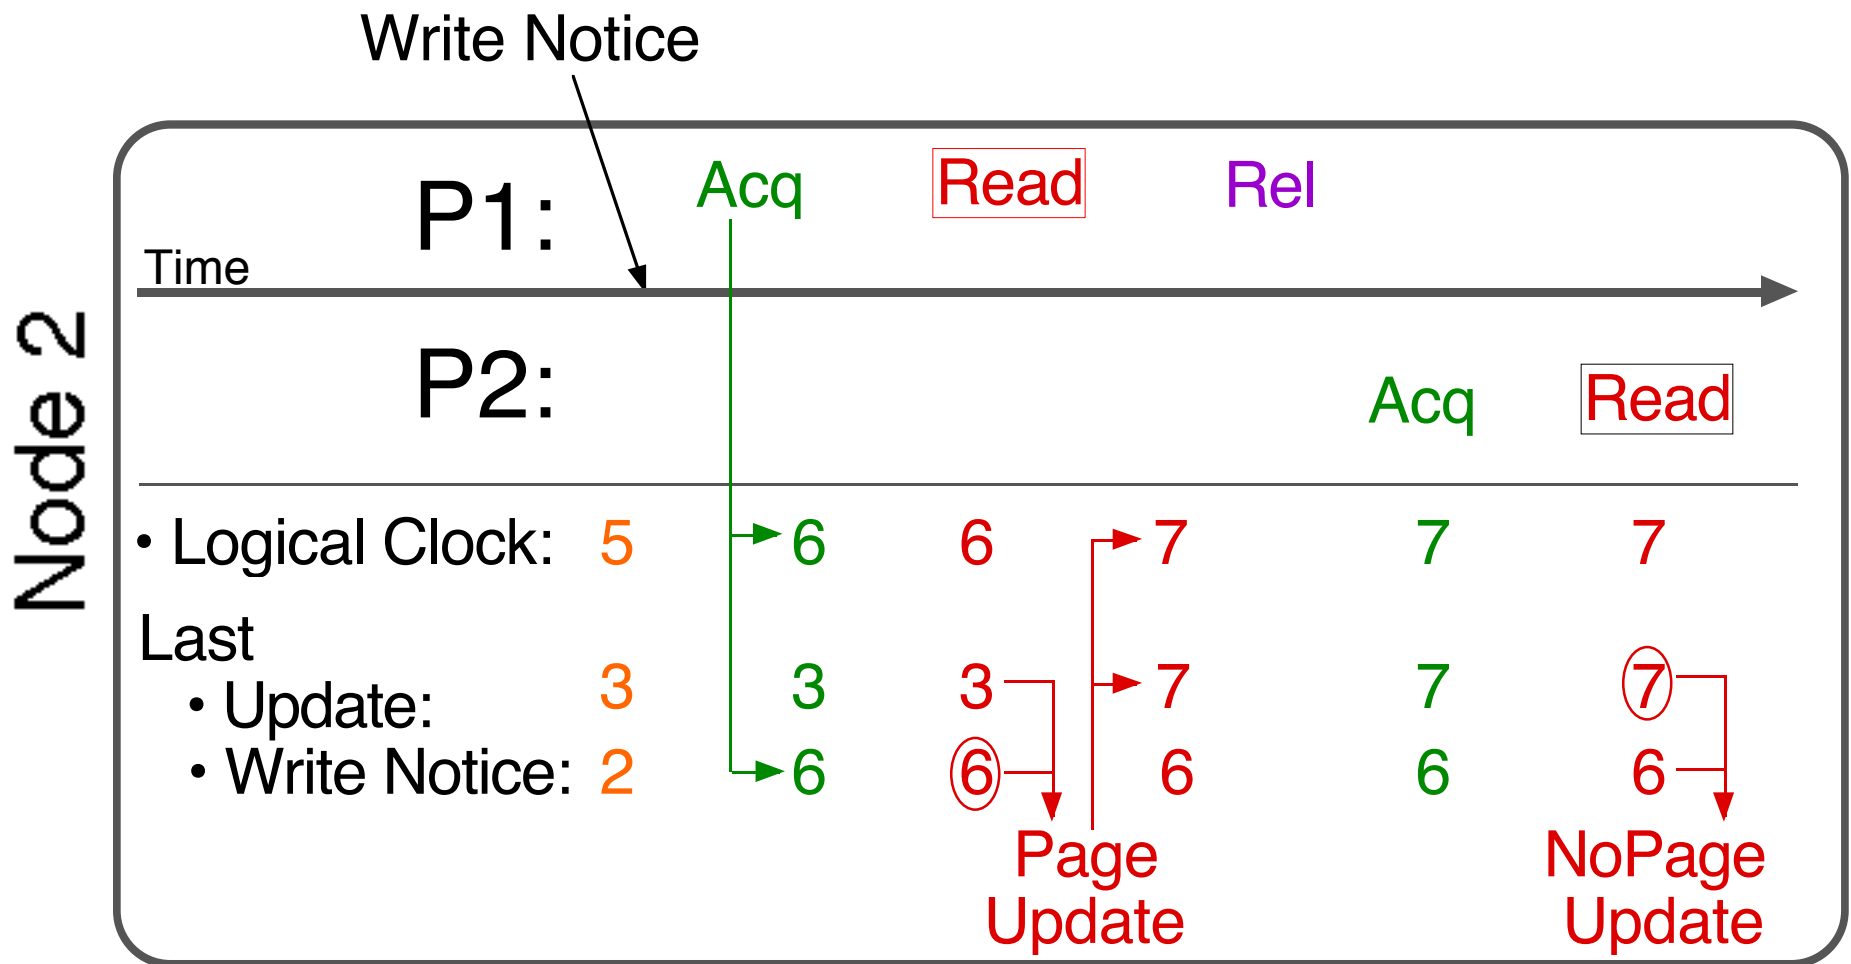 Write Notice
Node 2
P1: Acq Read Rel
Time
P2: Acq Read
• Logical Clock: 5 6 6 7 7 7
Last
• Update: 3 3 3 7 7 7
• Write Notice: 2 6 6 6 6 6
Page NoPage
Update Update